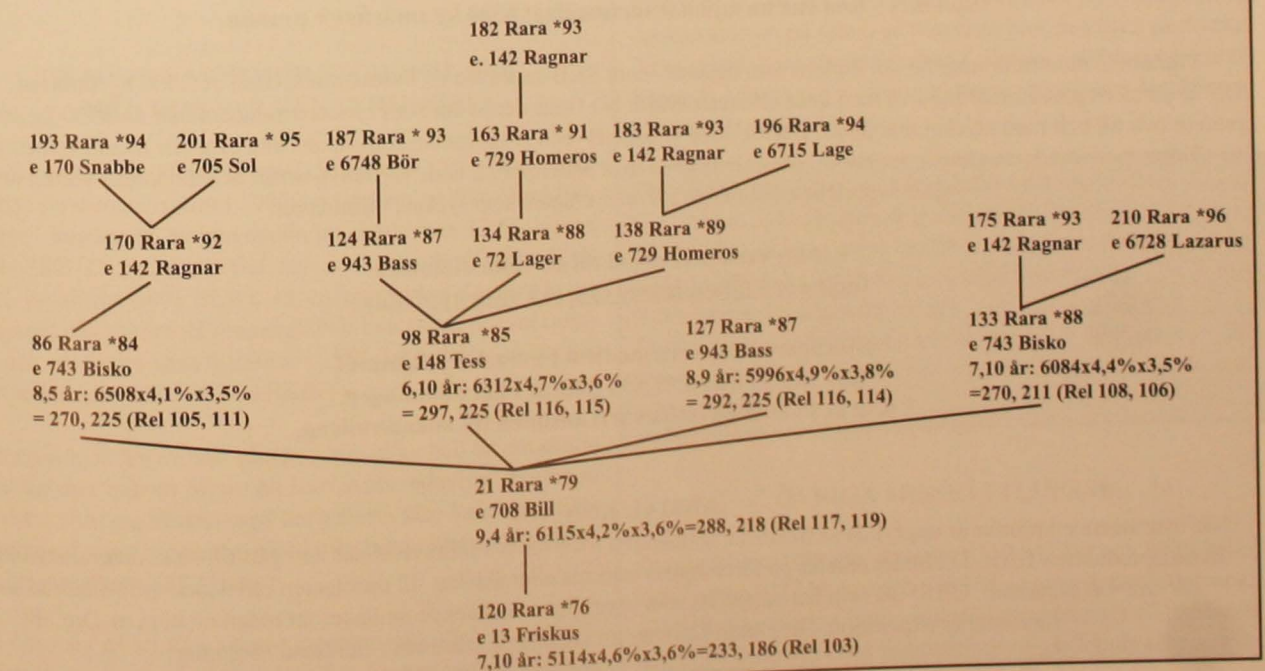 182 Rara *93
e. 142 Ragnar
193 Rara *94
e 170 Snabbe
201 Rara * 95
e 705 Sol
187 Rara * 93
e 6748 Bör
163 Rara * 91
e 729 Homeros
183 Rara *93
e 142 Ragnar
196 Rara *94
e 6715 Lage
170 Rara *92
e 142 Ragnar
124 Rara *87
e 943 Bass
134 Rara *88
e 72 Lager
138 Rara *89
e 729 Homeros
175 Rara *93
e 142 Ragnar
210 Rara *96
e 6728 Lazarus
86 Rara *84
e 743 Bisko
8,5 år: 6508x4,1%x3,5%
= 270, 225 (Rel 105, 111)
98 Rara *85
e 148 Tess
6,10 år: 6312x4,7%x3,6%
= 297, 225 (Rel 116, 115)
127 Rara *87
e 943 Bass
8,9 år: 5996x4,9%x3,8%
= 292, 225 (Rel 116, 114)
133 Rara *88
e 743 Bisko
7,10 år: 6084x4,4%x3,5%
=270, 211 (Rel 108, 106)
21 Rara *79
e 708 Bill
9,4 år: 6115x4,2%x3,6%=288, 218 (Rel 117, 119)
120 Rara *76
e 13 Friskus
7,10 år: 5114x4,6%x3,6%=233, 186 (Rel 103)